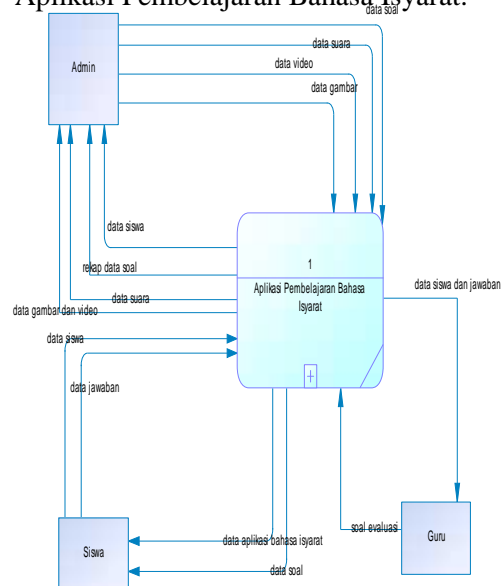 Aplikasi Pembelajaran Bahasa Isyarat.
data soal
data suara
Admin
data video
data gambar
data siswa
1
rekap data soal
Aplikasi Pembelajaran Bahasa
Isyarat
data siswa dan jawaban
data suara
data gambar dan video
data siswa
data jawaban
soal evaluasi
Guru
data aplikasi bahasa isyarat
Siswa
data soal